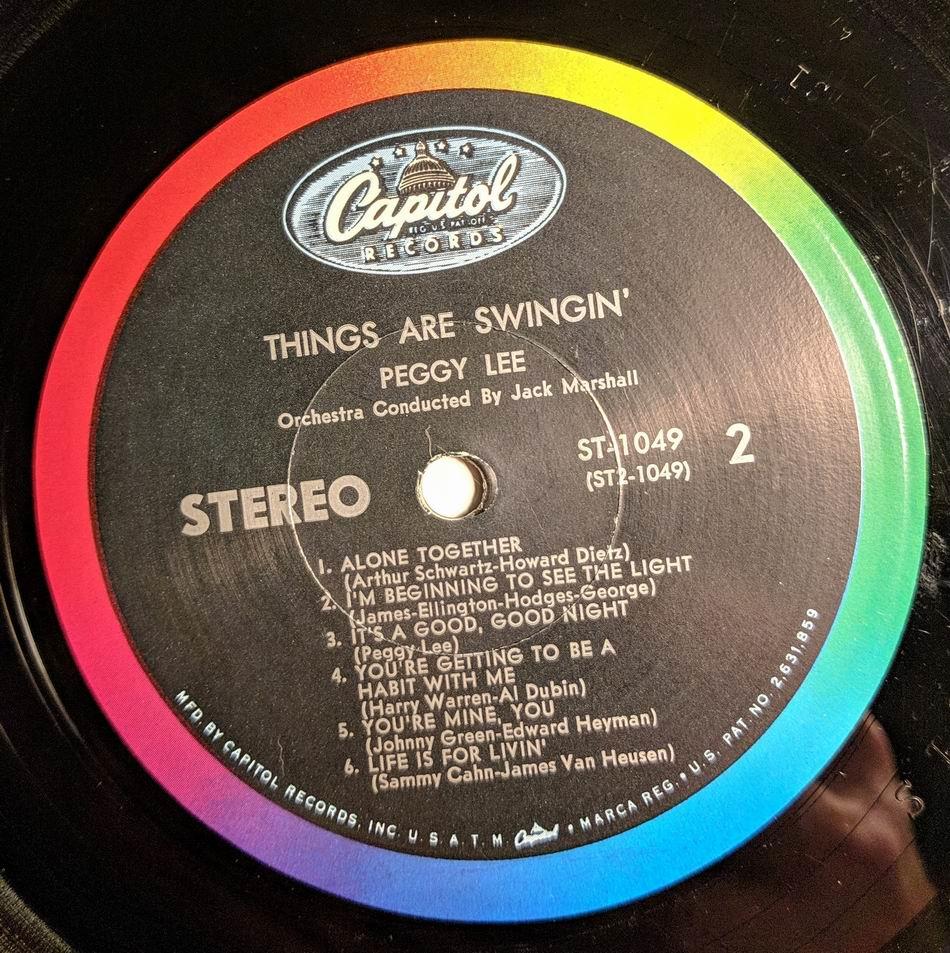 Capitol
REG. U.S. PAT. OFF.
RECORDS
THINGS ARE SWINGIN'
PEGGY LEE
Orchestra Conducted By Jack Marshall
ST-1049
2
(ST2-1049)
STEREO
1. ALONE TOGETHER
(Arthur Schwartz-Howard Dietz)
2. I'M BEGINNING TO SEE THE LIGHT
(James-Ellington-Hodges-George)
3. IT'S A GOOD, GOOD NIGHT
(Peggy Lee)
4. YOU'RE GETTING TO BE A
HABIT WITH ME
(Harry Warren-Al Dubin)
5. YOU'RE MINE, YOU
(Johnny Green-Edward Heyman)
6. LIFE IS FOR LIVIN'
(Sammy Cahn-James Van Heusen)
MFD. BY CAPITOL RECORDS, INC. U.S.A. T.M. Capitol • MARCA REG. • U.S. PAT. NO. 2,631,859